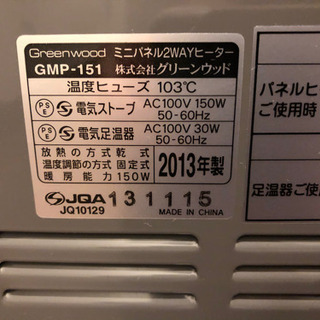 Greenwood ミニパネル2WAYヒーター
GMP-151 株式会社グリーンウッド
温度ヒューズ 103℃
PSE 電気ストーブ AC100V 150W 50-60Hz
PSE 電気足温器 AC100V 30W 50-60Hz
放熱の方式 乾式
温度調節の方式 固定式
暖房能力 150W
2013年製
JQA 131115
JQ10129 MADE IN CHINA
パネルヒ
ご使用時
足温器ご使